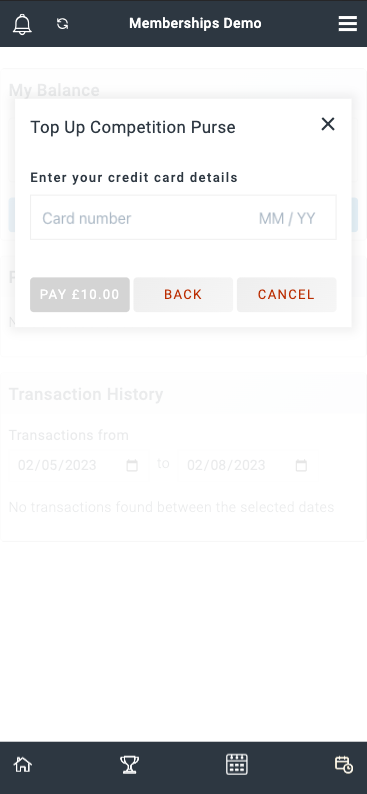 Memberships Demo
My Balance
Top Up Competition Purse
Enter your credit card details
Card number MM / YY
PAY £10.00 BACK CANCEL
Transaction History
Transactions from
02/05/2023 to 02/08/2023
No transactions found between the selected dates